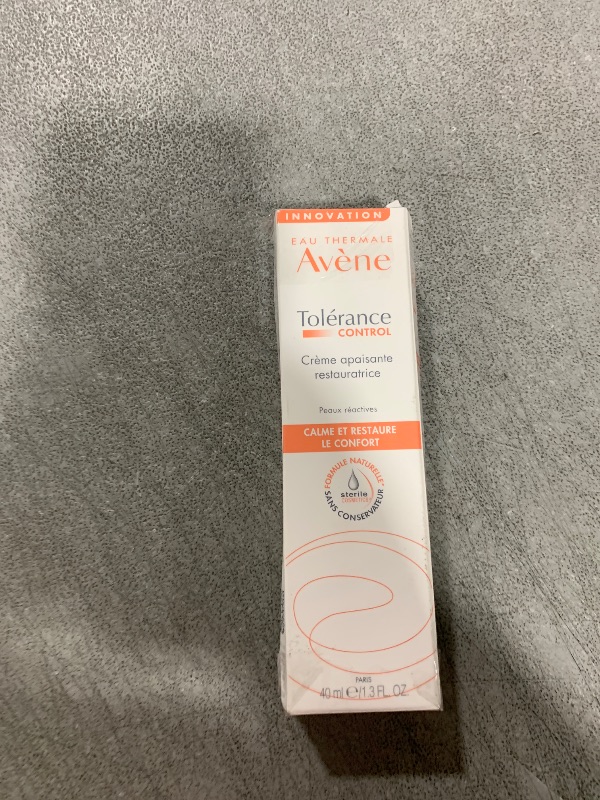 INNOVATION
EAU THERMALE
Avène
Tolérance
CONTROL
Crème apaisante
restauratrice
Peaux réactives
CALME ET RESTAURE
LE CONFORT
FORMULE NATURELLE*
sterile
COSMETICS
SANS CONSERVATEUR
PARIS
40 ml ℮/1.3 FL. OZ.